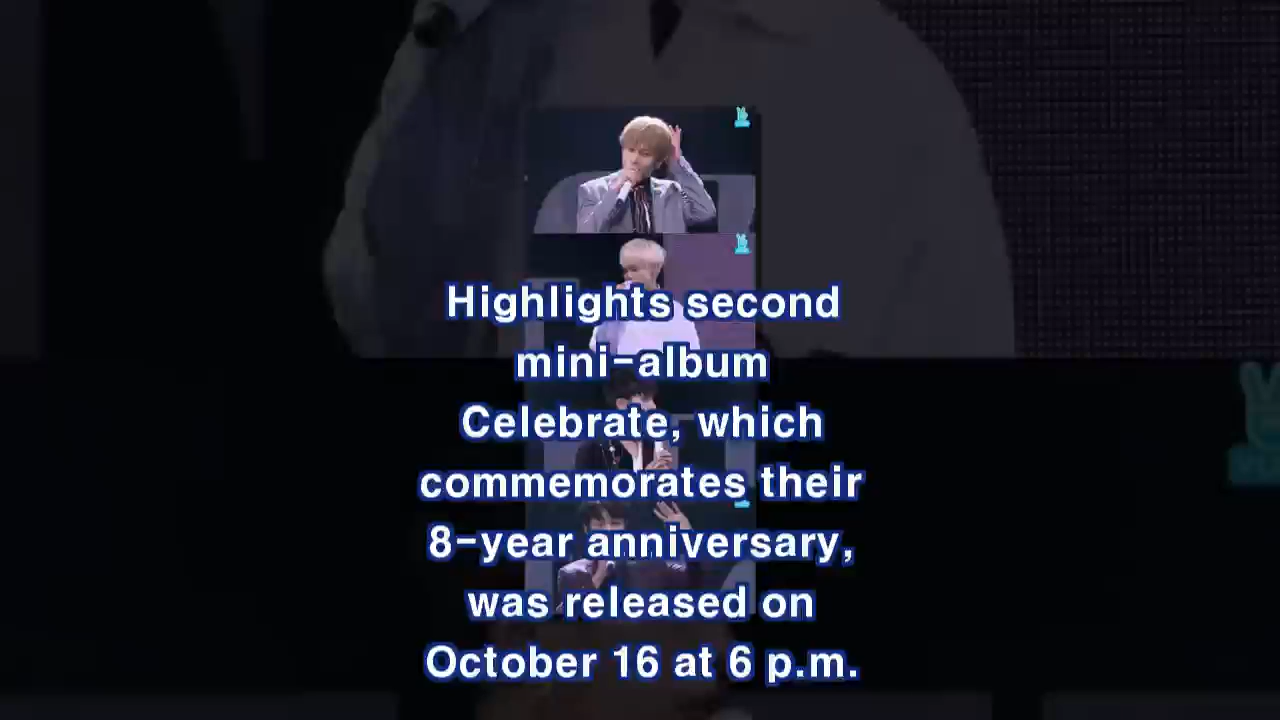 Highlights second
mini-album
Celebrate, which
commemorates their
8-year anniversary,
was released on
October 16 at 6 p.m.